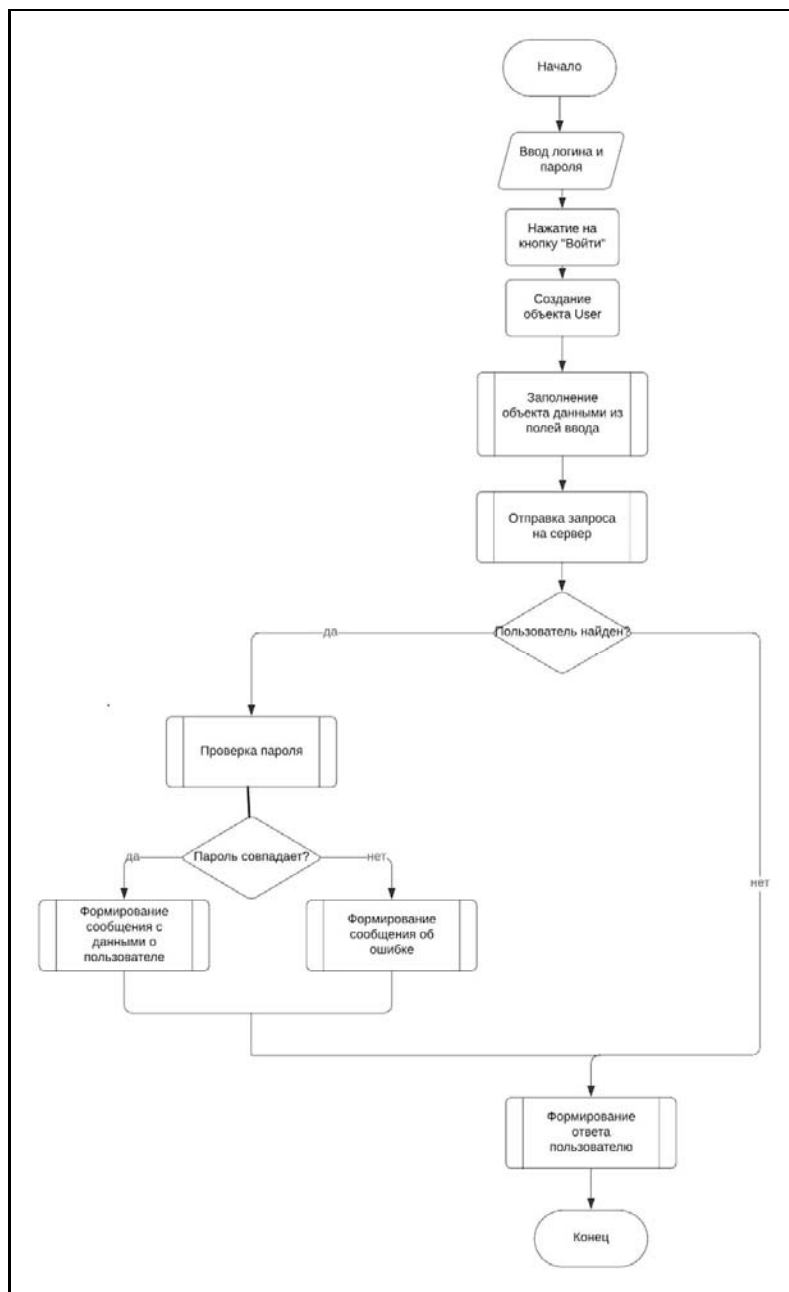 Начало
Ввод логина и
пароля
Нажатие на
кнопку "Войти"
Создание
объекта User
Заполнение
объекта данными из
полей ввода
Отправка запроса
на сервер
Пользователь найден?
да
нет
Проверка пароля
Пароль совпадает?
да
нет
Формирование
сообщения с
данными о
пользователе
Формирование
сообщения об
ошибке
Формирование
ответа
пользователю
Конец